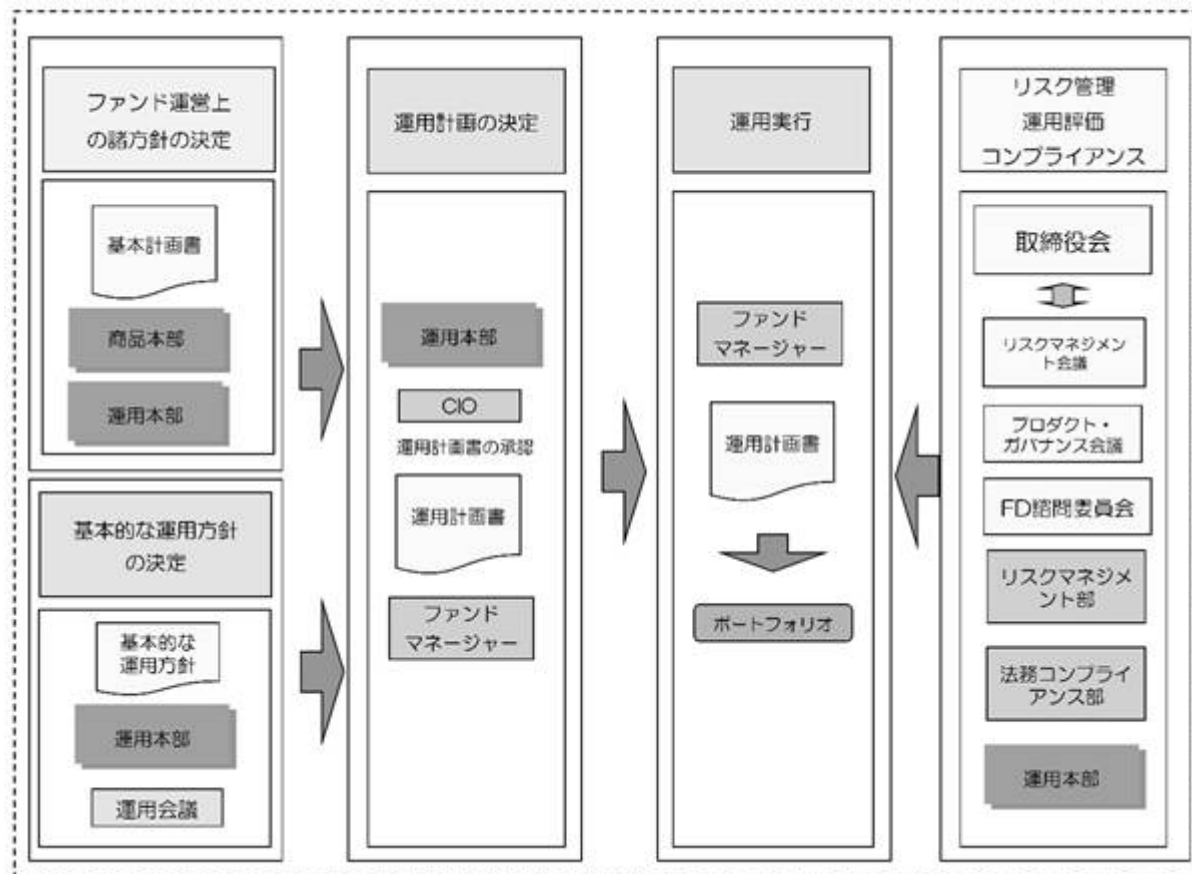 ファンド運営上
の諸方針の決定
基本計画書
商品本部
運用本部
基本的な運用方針
の決定
基本的な
運用方針
運用本部
運用会議
運用計画の決定
運用本部
CIO
運用計画書の承認
運用計画書
ファンド
マネージャー
運用実行
ファンド
マネージャー
運用計画書
ポートフォリオ
リスク管理
運用評価
コンプライアンス
取締役会
リスクマネジメン
ト会議
プロダクト・
ガバナンス会議
FD諮問委員会
リスクマネジメ
ント部
法務コンプライ
アンス部
運用本部